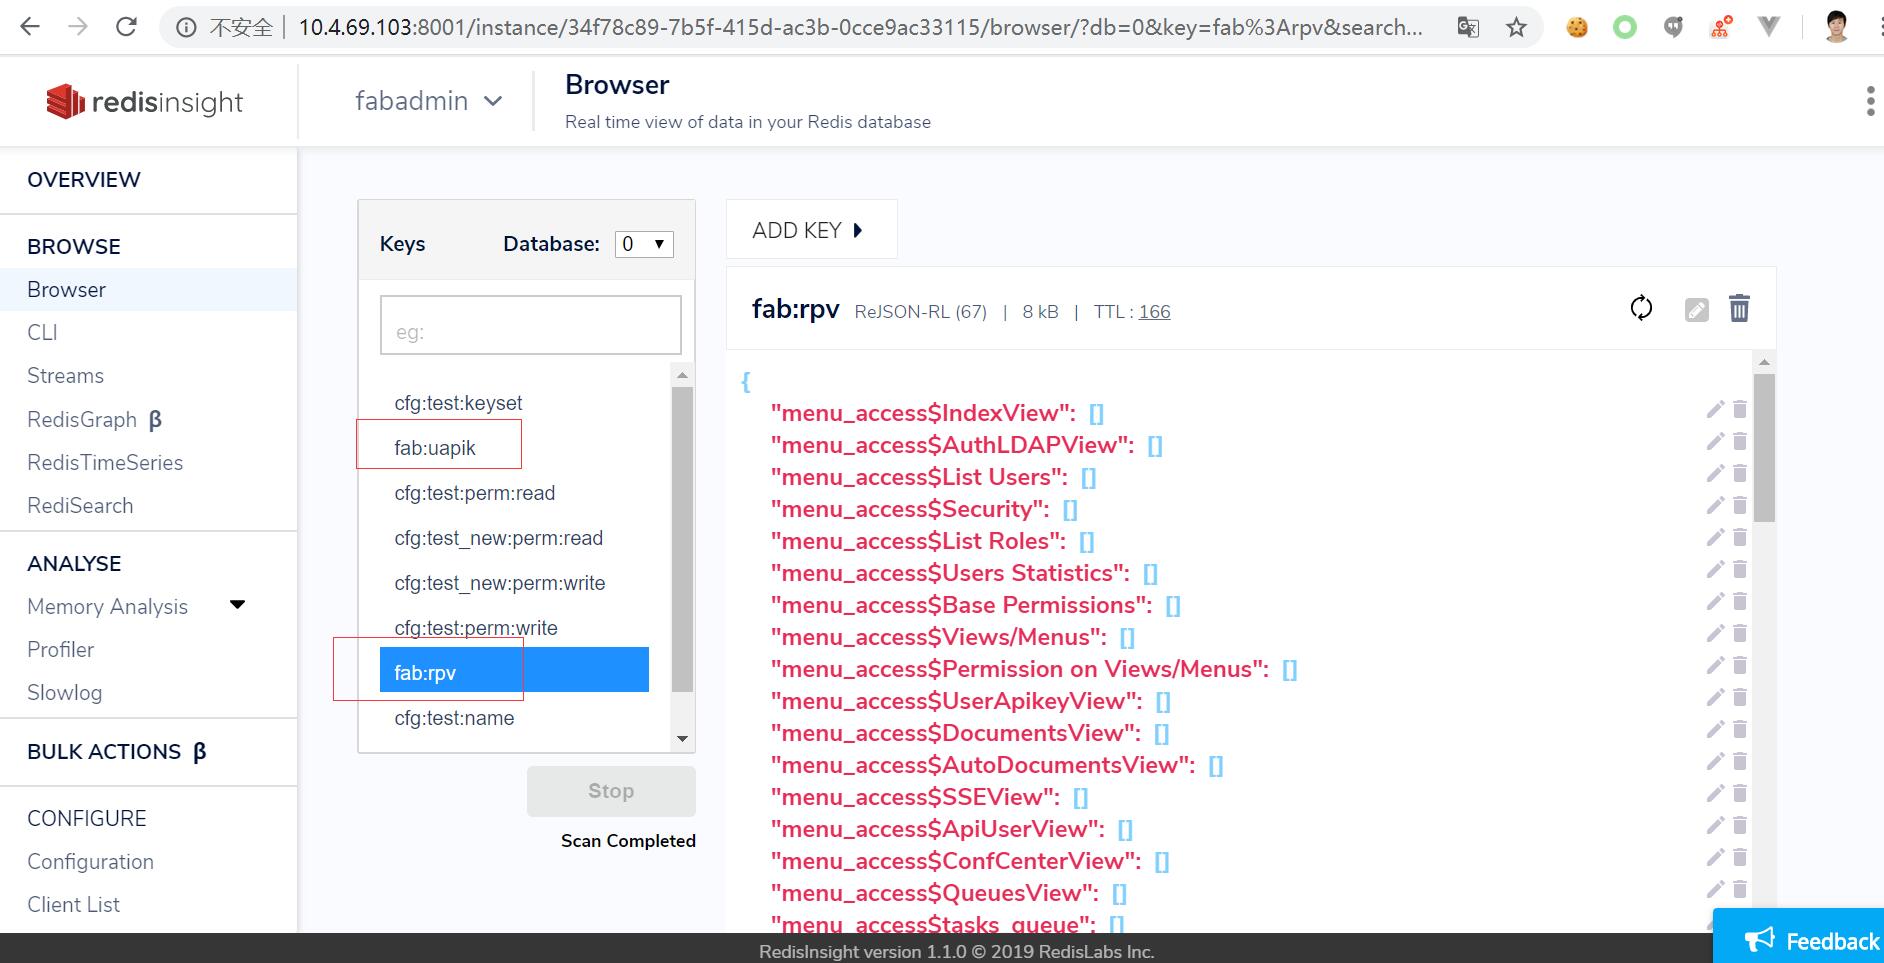 不安全 10.4.69.103:8001/instance/34f78c89-7b5f-415d-ac3b-0cce9ac33115/browser/?db=0&key=fab%3Arpv&search...
redisinsight
fabadmin
Browser
Real time view of data in your Redis database
OVERVIEW
BROWSE
Browser
CLI
Streams
RedisGraph β
RedisTimeSeries
RediSearch
ANALYSE
Memory Analysis
Profiler
Slowlog
BULK ACTIONS β
CONFIGURE
Configuration
Client List
Keys Database: 0
eg:
cfg:test:keyset
fab:uapik
cfg:test:perm:read
cfg:test_new:perm:read
cfg:test_new:perm:write
cfg:test:perm:write
fab:rpv
cfg:test:name
Stop
Scan Completed
ADD KEY
fab:rpv ReJSON-RL (67) | 8 kB | TTL : 166
{
"menu_access$IndexView": []
"menu_access$AuthLDAPView": []
"menu_access$List Users": []
"menu_access$Security": []
"menu_access$List Roles": []
"menu_access$Users Statistics": []
"menu_access$Base Permissions": []
"menu_access$Views/Menus": []
"menu_access$Permission on Views/Menus": []
"menu_access$UserApikeyView": []
"menu_access$DocumentsView": []
"menu_access$AutoDocumentsView": []
"menu_access$SSEView": []
"menu_access$ApiUserView": []
"menu_access$ConfCenterView": []
"menu_access$QueuesView": []
"menu_access$tasks_queue": []
RedisInsight version 1.1.0 © 2019 RedisLabs Inc.
Feedback